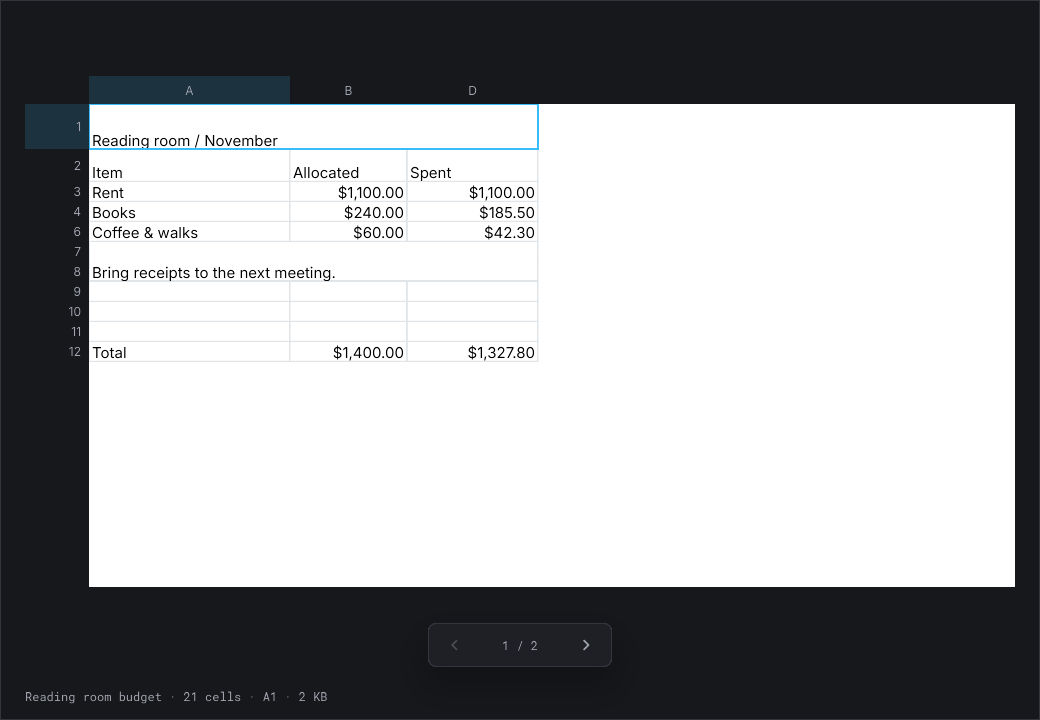 A B D
1 Reading room / November
2 Item Allocated Spent
3 Rent $1,100.00 $1,100.00
4 Books $240.00 $185.50
6 Coffee & walks $60.00 $42.30
7
8 Bring receipts to the next meeting.
9
10
11
12 Total $1,400.00 $1,327.80
1 / 2
Reading room budget · 21 cells · A1 · 2 KB